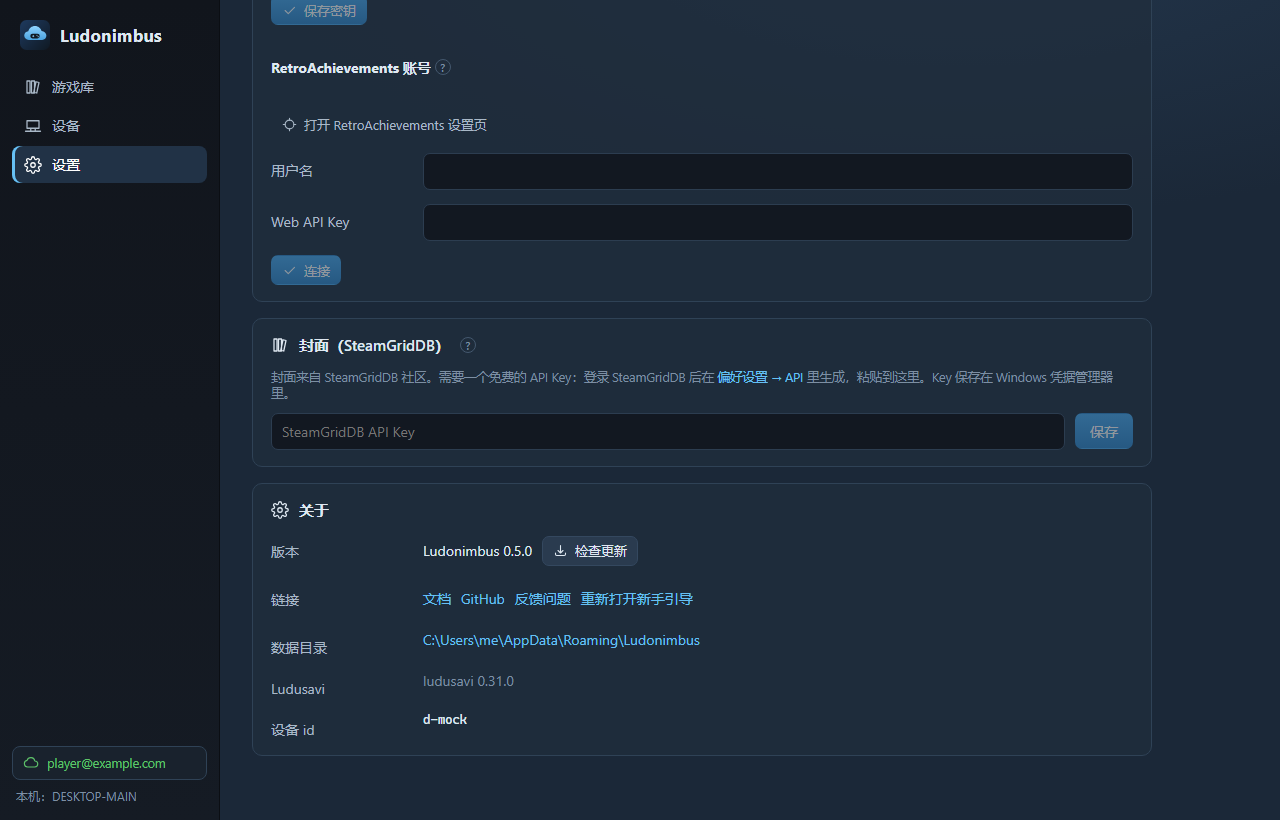 Ludonimbus
游戏库
设备
设置
player@example.com
本机：DESKTOP-MAIN
保存密钥
RetroAchievements 账号 ?
打开 RetroAchievements 设置页
用户名
Web API Key
连接
封面（SteamGridDB） ?
封面来自 SteamGridDB 社区。需要一个免费的 API Key：登录 SteamGridDB 后在 偏好设置 → API 里生成，粘贴到这里。Key 保存在 Windows 凭据管理器
里。
SteamGridDB API Key 保存
关于
版本 Ludonimbus 0.5.0 检查更新
链接 文档 GitHub 反馈问题 重新打开新手引导
数据目录 C:\Users\me\AppData\Roaming\Ludonimbus
Ludusavi ludusavi 0.31.0
设备 id d-mock